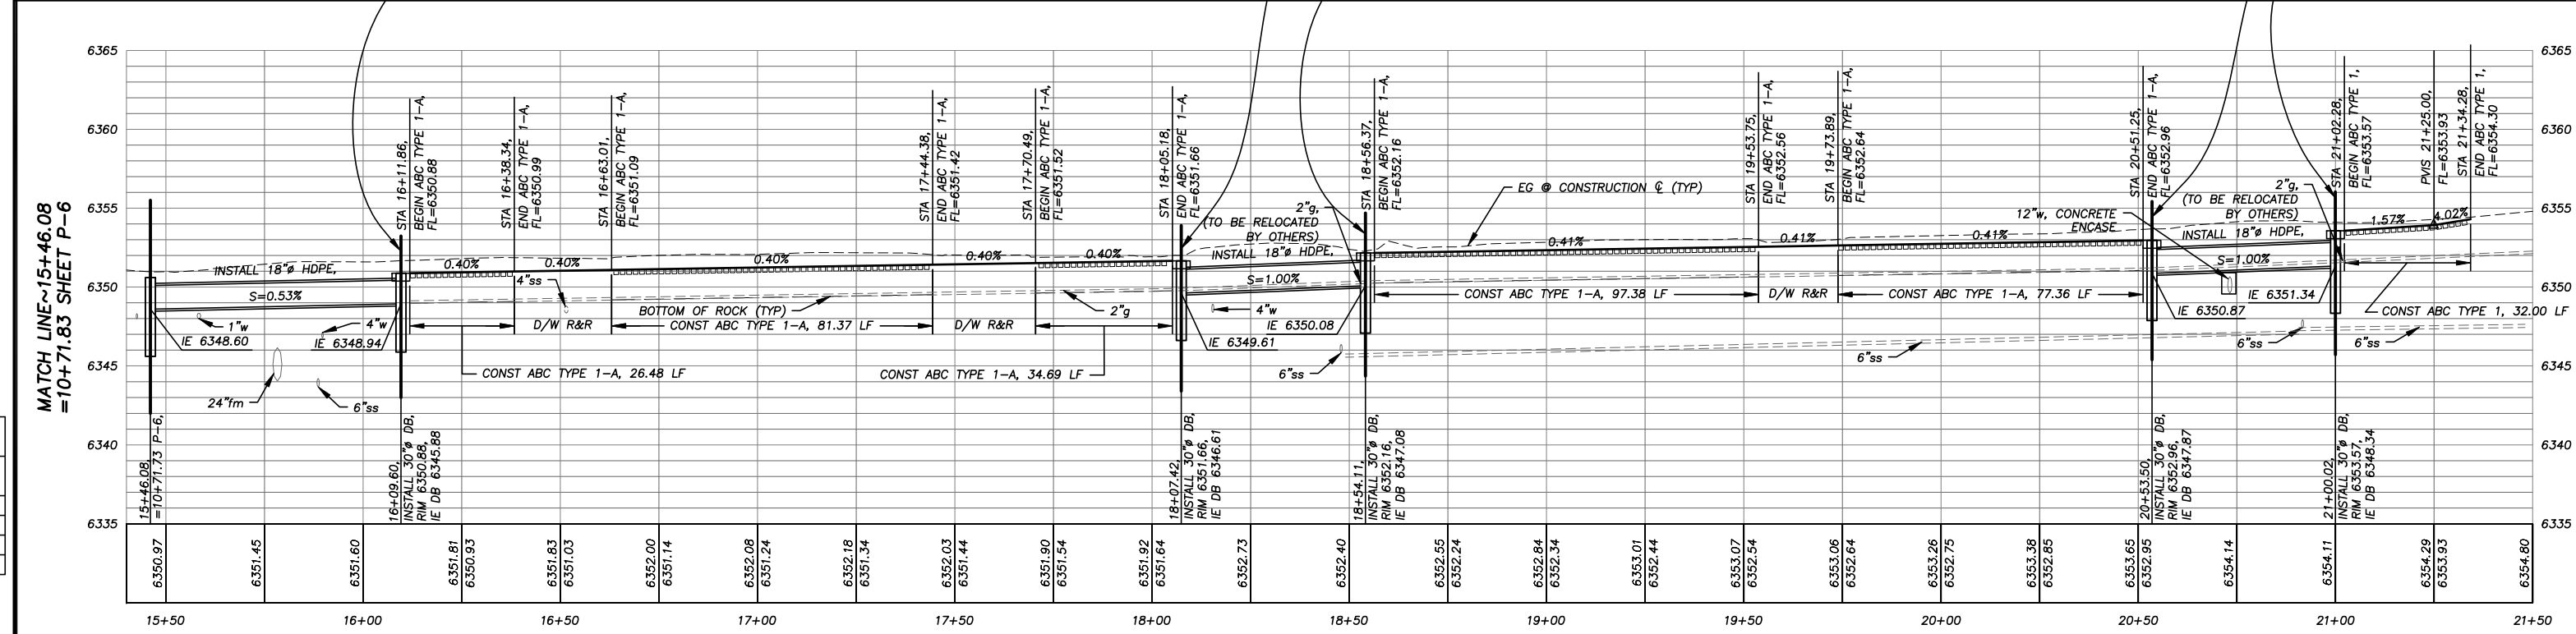 MATCH LINE~15+46.08
=10+71.83 SHEET P-6
6365
6360
6355
6350
6345
6340
6335
6365
6360
6355
6350
6345
6340
6335
STA 16+11.86,
BEGIN ABC TYPE 1-A,
FL=6350.88
STA 16+38.34,
END ABC TYPE 1-A,
FL=6350.99
STA 16+63.01,
BEGIN ABC TYPE 1-A,
FL=6351.09
STA 17+44.38,
END ABC TYPE 1-A,
FL=6351.42
STA 17+70.49,
BEGIN ABC TYPE 1-A,
FL=6351.52
STA 18+05.18,
END ABC TYPE 1-A,
FL=6351.66
STA 18+56.37,
BEGIN ABC TYPE 1-A,
FL=6352.16
STA 19+53.75,
END ABC TYPE 1-A,
FL=6352.56
STA 19+73.89,
BEGIN ABC TYPE 1-A,
FL=6352.64
STA 20+51.25,
END ABC TYPE 1-A,
FL=6352.96
STA 21+02.28,
BEGIN ABC TYPE 1,
FL=6353.57
PVIS 21+25.00,
FL=6353.93
STA 21+34.28,
END ABC TYPE 1,
FL=6354.30
INSTALL 18"ø HDPE,
S=0.53%
0.40%
0.40%
0.40%
0.40%
0.40%
2"g,
(TO BE RELOCATED
BY OTHERS)
INSTALL 18"ø HDPE,
S=1.00%
EG @ CONSTRUCTION ℄ (TYP)
0.41%
0.41%
0.41%
12"w, CONCRETE
ENCASE
2"g,
(TO BE RELOCATED
BY OTHERS)
INSTALL 18"ø HDPE,
S=1.00%
1.57%
4.02%
1"w
4"w
IE 6348.60
IE 6348.94
24"fm
6"ss
4"ss
BOTTOM OF ROCK (TYP)
D/W R&R
CONST ABC TYPE 1-A, 81.37 LF
D/W R&R
2"g
CONST ABC TYPE 1-A, 26.48 LF
CONST ABC TYPE 1-A, 34.69 LF
4"w
IE 6350.08
IE 6349.61
6"ss
CONST ABC TYPE 1-A, 97.38 LF
D/W R&R
CONST ABC TYPE 1-A, 77.36 LF
6"ss
IE 6351.34
IE 6350.87
6"ss
6"ss
CONST ABC TYPE 1, 32.00 LF
15+46.08,
=10+71.73 P-6,
16+09.60,
INSTALL 30"ø DB,
RIM 6350.88,
IE DB 6345.88
18+07.42,
INSTALL 30"ø DB,
RIM 6351.66,
IE DB 6346.61
18+54.11,
INSTALL 30"ø DB,
RIM 6352.16,
IE DB 6347.08
20+53.50,
INSTALL 30"ø DB,
RIM 6352.96,
IE DB 6347.87
21+00.02,
INSTALL 30"ø DB,
RIM 6353.57,
IE DB 6348.34
6350.97
6351.45
6351.60
6351.81
6350.93
6351.83
6351.03
6352.00
6351.14
6352.08
6351.24
6352.18
6351.34
6352.03
6351.44
6351.90
6351.54
6351.92
6351.64
6352.73
6352.40
6352.55
6352.24
6352.84
6352.34
6353.01
6352.44
6353.07
6352.54
6353.06
6352.64
6353.26
6352.75
6353.38
6352.85
6353.65
6352.95
6354.14
6354.11
6354.29
6353.93
6354.80
15+50
16+00
16+50
17+00
17+50
18+00
18+50
19+00
19+50
20+00
20+50
21+00
21+50